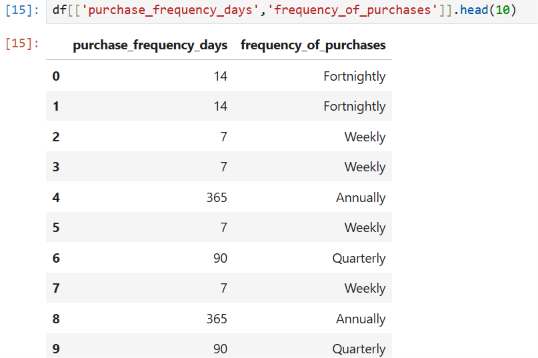 [15]: df[['purchase_frequency_days','frequency_of_purchases']].head(10)
[15]:
purchase_frequency_days frequency_of_purchases
0 14 Fortnightly
1 14 Fortnightly
2 7 Weekly
3 7 Weekly
4 365 Annually
5 7 Weekly
6 90 Quarterly
7 7 Weekly
8 365 Annually
9 90 Quarterly